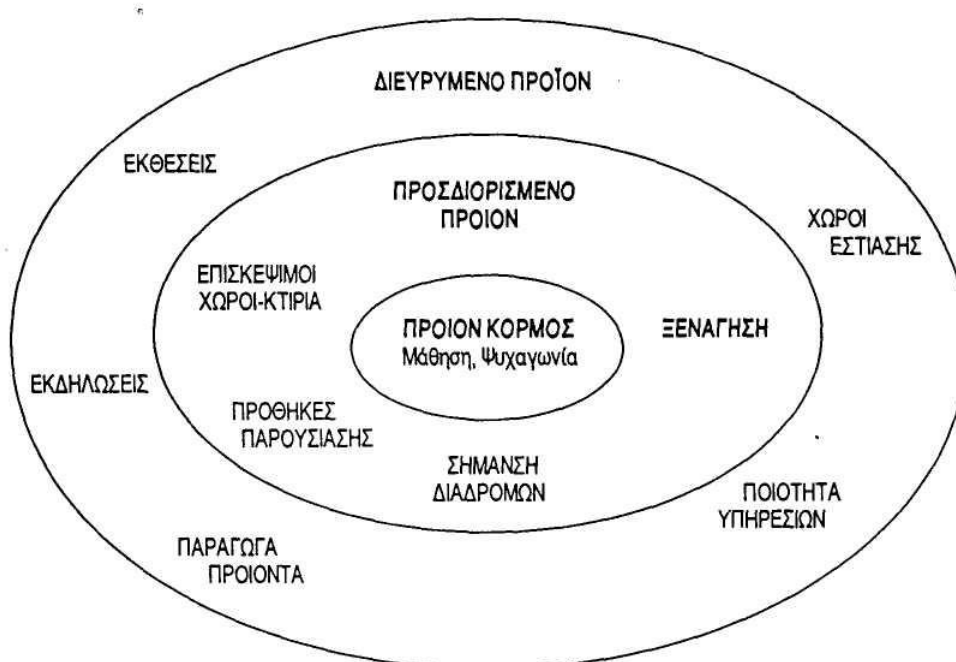 ΔΙΕΥΡΥΜΕΝΟ ΠΡΟΪΟΝ
ΕΚΘΕΣΕΙΣ
ΠΡΟΣΔΙΟΡΙΣΜΕΝΟ
ΠΡΟΙΟΝ
ΧΩΡΟΙ
ΕΣΤΙΑΣΗΣ
ΕΠΙΣΚΕΨΙΜΟΙ
ΧΩΡΟΙ-ΚΤΙΡΙΑ
ΠΡΟΙΟΝ ΚΟΡΜΟΣ
Μάθηση, Ψυχαγωνία
ΞΕΝΑΓΗΣΗ
ΕΚΔΗΛΩΣΕΙΣ
ΠΡΟΘΗΚΕΣ
ΠΑΡΟΥΣΙΑΣΗΣ
ΣΗΜΑΝΣΗ
ΔΙΑΔΡΟΜΩΝ
ΠΟΙΟΤΗΤΑ
ΥΠΗΡΕΣΙΩΝ
ΠΑΡΑΓΩΓΑ
ΠΡΟΙΟΝΤΑ